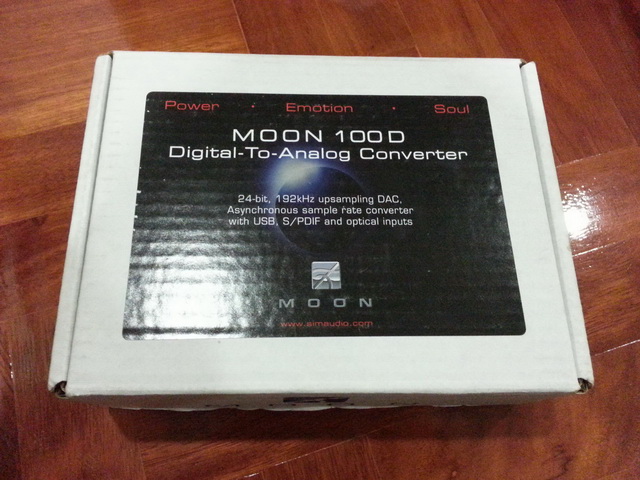 Power · Emotion · Soul
MOON 100D
Digital-To-Analog Converter
24-bit, 192kHz upsampling DAC,
Asynchronous sample rate converter
with USB, S/PDIF and optical inputs
MOON
www.simaudio.com